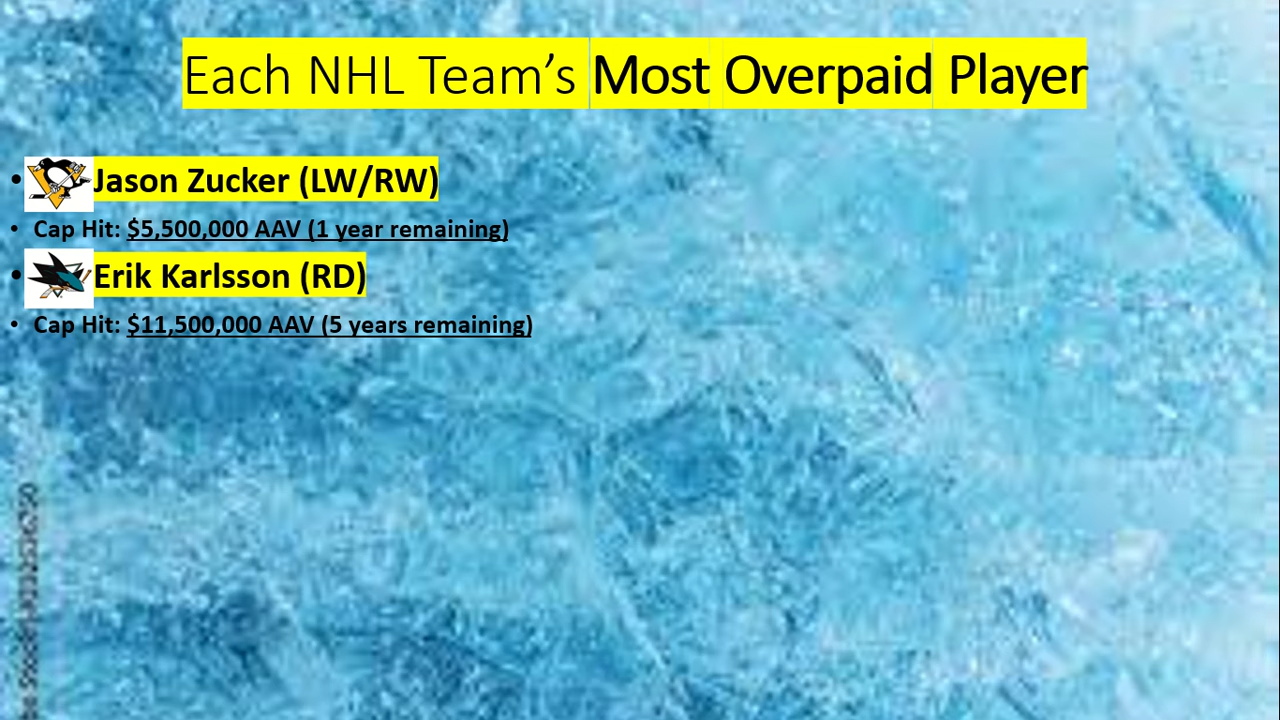 Each NHL Team’s Most Overpaid Player
• Jason Zucker (LW/RW)
• Cap Hit: $5,500,000 AAV (1 year remaining)
• Erik Karlsson (RD)
• Cap Hit: $11,500,000 AAV (5 years remaining)